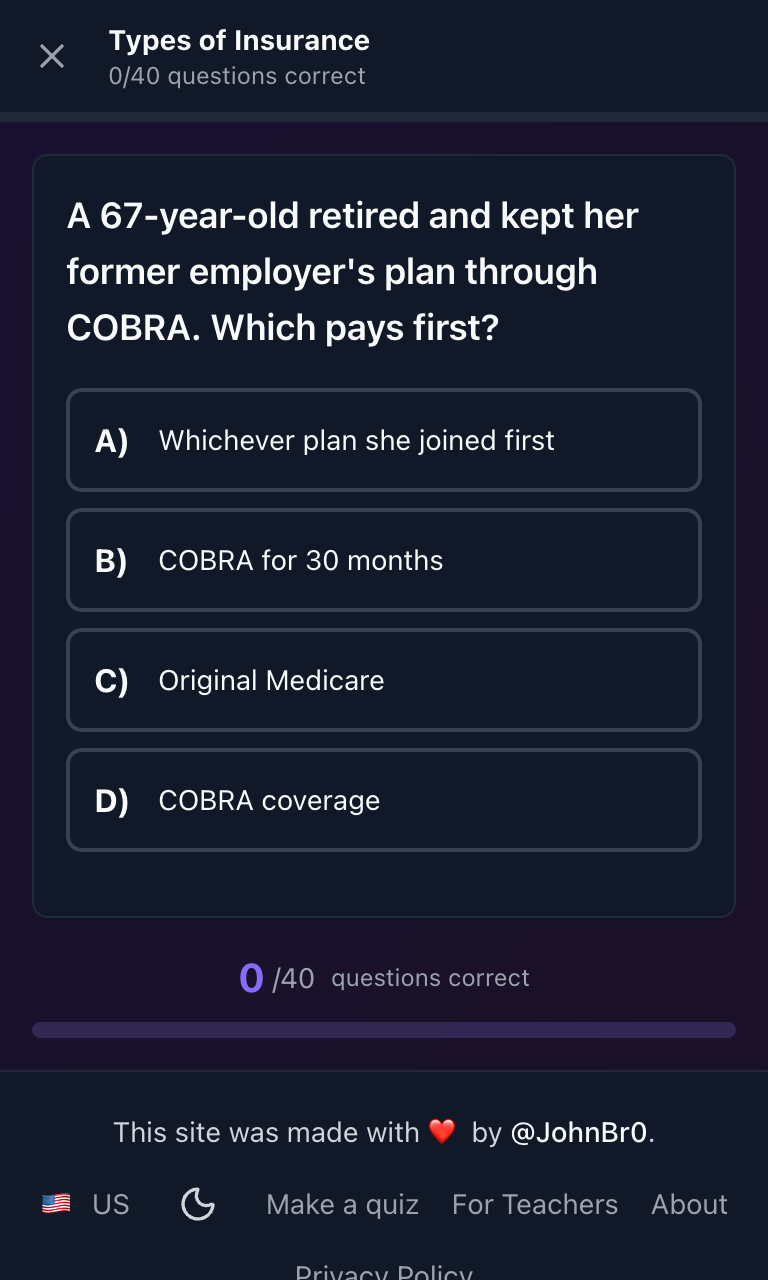 Types of Insurance
0/40 questions correct
A 67-year-old retired and kept her
former employer's plan through
COBRA. Which pays first?
A) Whichever plan she joined first
B) COBRA for 30 months
C) Original Medicare
D) COBRA coverage
0 /40 questions correct
This site was made with ❤️ by @JohnBr0.
🇺🇸 US Make a quiz For Teachers About
Privacy Policy